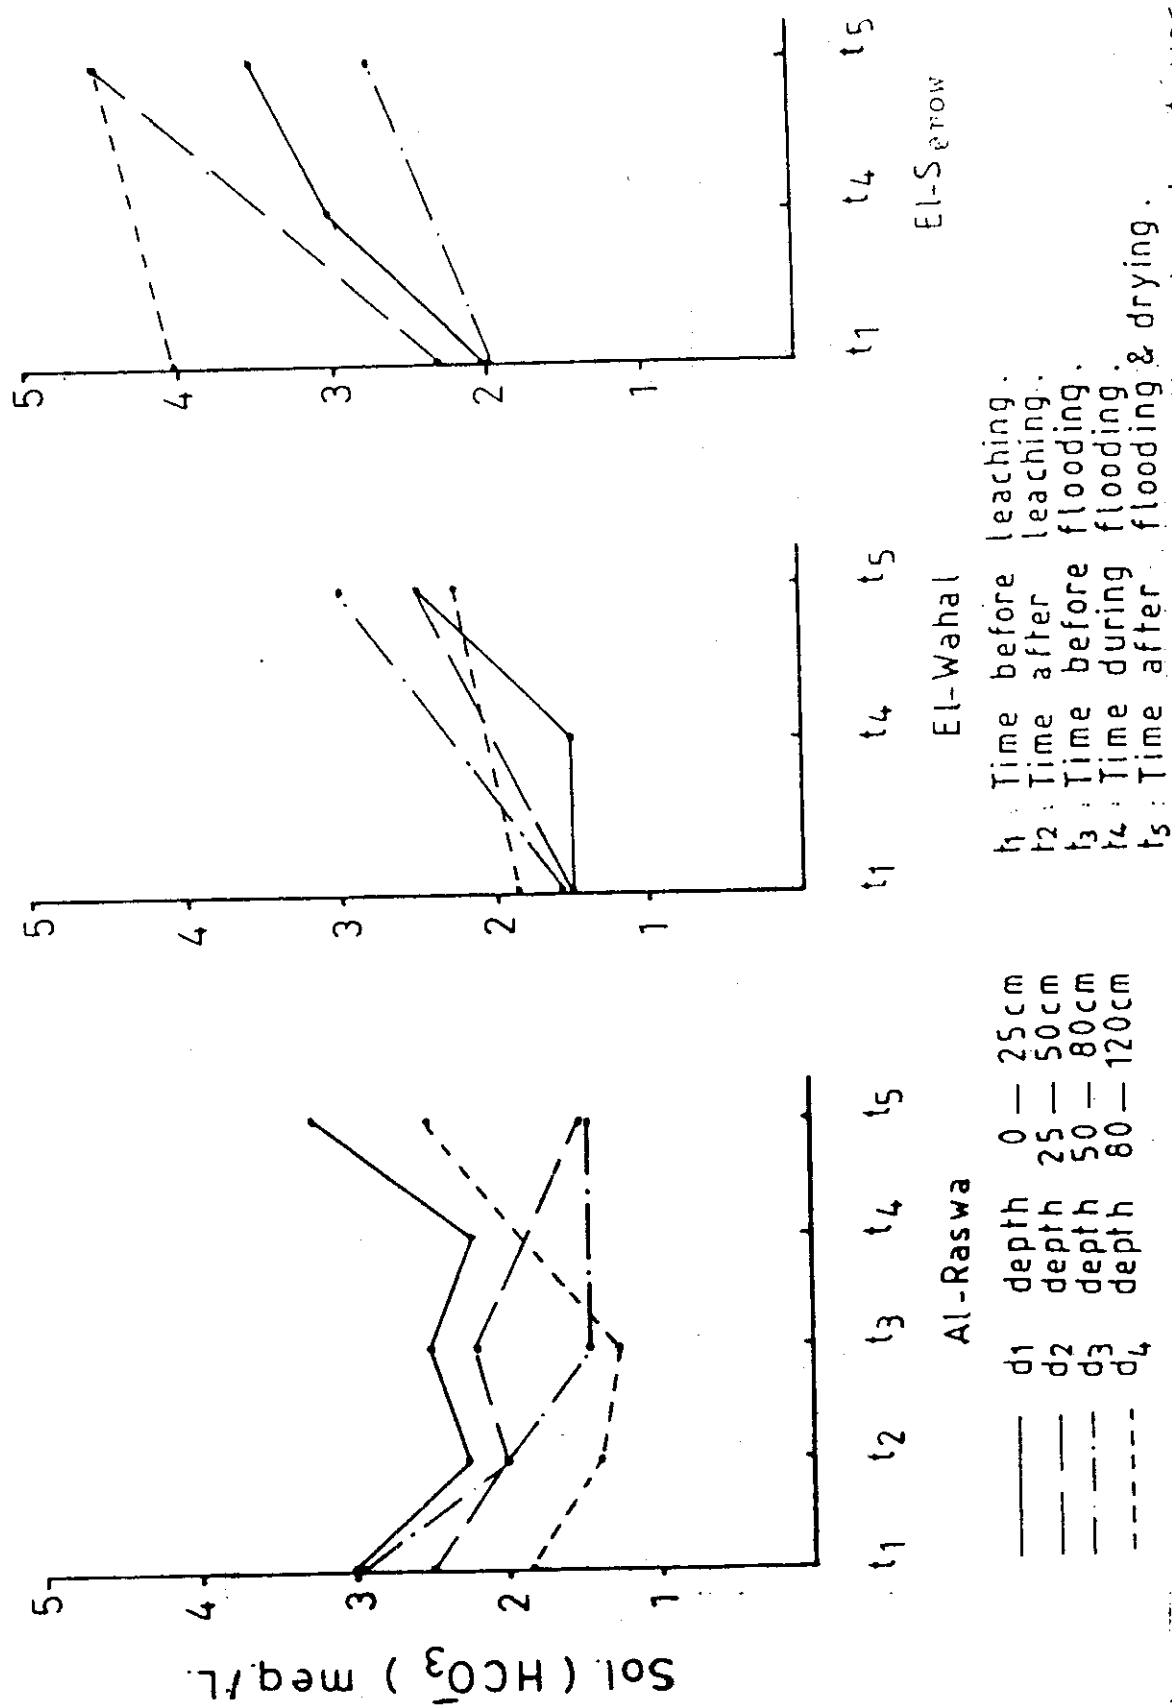 Sol. (HCO₃⁻) meq/L.
5
4
3
2
1
t1 t2 t3 t4 t5
Al-Raswa
5
4
3
2
1
t1 t4 t5
El-Wahal
5
4
3
2
1
t1 t4 t5
El-Serow
d1 depth 0 — 25cm
d2 depth 25 — 50cm
d3 depth 50 — 80cm
d4 depth 80 — 120cm
t1 : Time before leaching.
t2 : Time after leaching.
t3 : Time before flooding.
t4 : Time during flooding.
t5 : Time after flooding & drying.